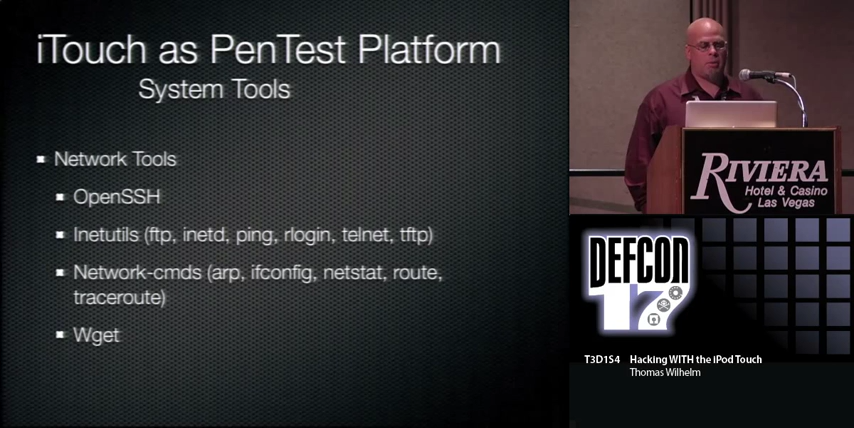 iTouch as PenTest Platform
System Tools
Network Tools
OpenSSH
Inetutils (ftp, inetd, ping, rlogin, telnet, tftp)
Network-cmds (arp, ifconfig, netstat, route,
traceroute)
Wget
RIVIERA
Hotel & Casino
Las Vegas
DEFCON
17
T3D1S4 Hacking WITH the iPod Touch
Thomas Wilhelm